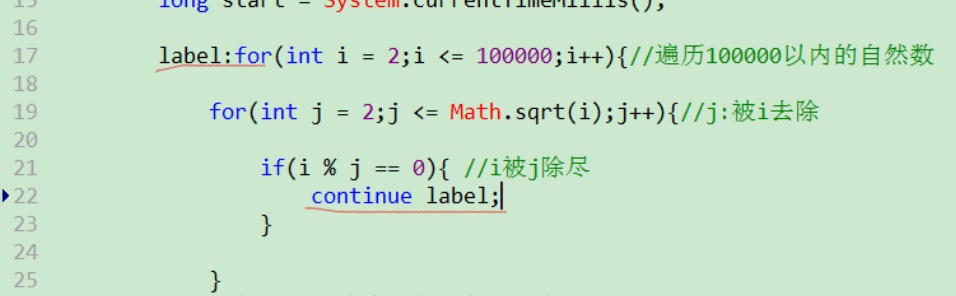 15 long start = System.currentTimeMillis();
16
17 label:for(int i = 2;i <= 100000;i++){//遍历100000以内的自然数
18
19 for(int j = 2;j <= Math.sqrt(i);j++){//j:被i去除
20
21 if(i % j == 0){ //i被j除尽
22 continue label;
23 }
24
25 }